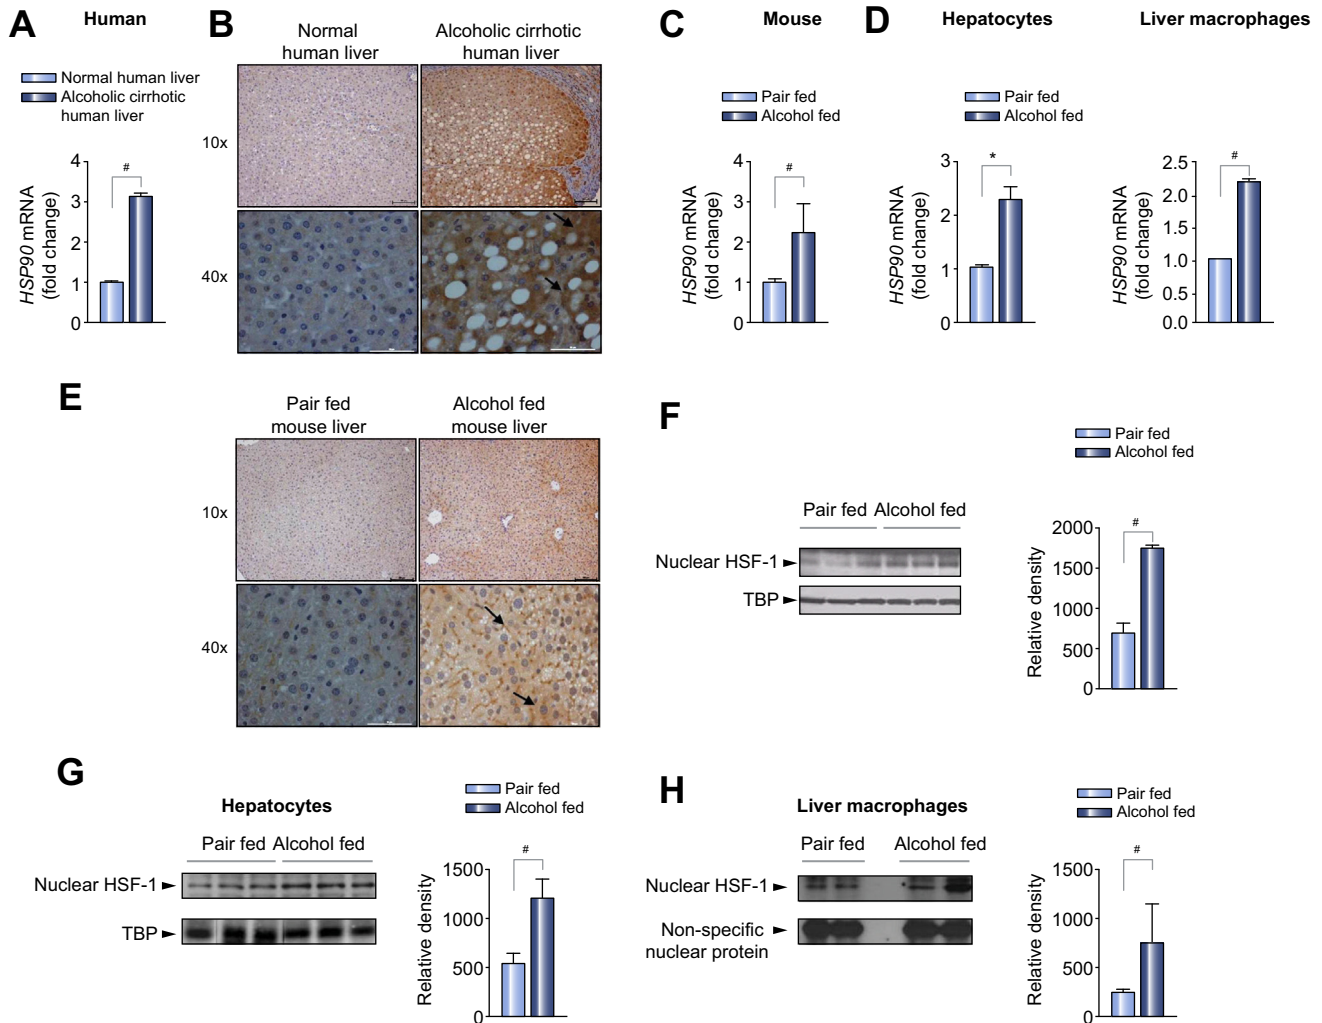 A
Human
Normal human liver
Alcoholic cirrhotic
human liver
HSP90 mRNA
(fold change)
4
3
2
1
0
#
B
Normal
human liver
Alcoholic cirrhotic
human liver
10x
40x
C
Mouse
Pair fed
Alcohol fed
HSP90 mRNA
(fold change)
4
3
2
1
0
#
D
Hepatocytes
Pair fed
Alcohol fed
HSP90 mRNA
(fold change)
3
2
1
0
*
Liver macrophages
HSP90 mRNA
(fold change)
2.5
2.0
1.5
1.0
0.5
0.0
#
E
Pair fed
mouse liver
Alcohol fed
mouse liver
10x
40x
F
Pair fed
Alcohol fed
Pair fed Alcohol fed
Nuclear HSF-1
TBP
Relative density
2000
1500
1000
500
0
#
G
Hepatocytes
Pair fed
Alcohol fed
Pair fed Alcohol fed
Nuclear HSF-1
TBP
Relative density
1500
1000
500
0
#
H
Liver macrophages
Pair fed
Alcohol fed
Pair fed Alcohol fed
Nuclear HSF-1
Non-specific
nuclear protein
Relative density
1500
1000
500
0
#